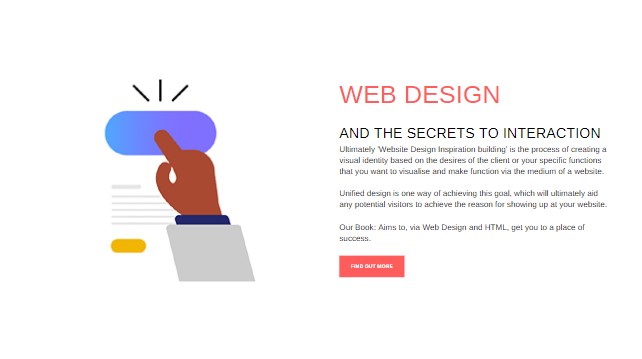 WEB DESIGN
AND THE SECRETS TO INTERACTION
Ultimately 'Website Design Inspiration building' is the process of creating a
visual identity based on the desires of the client or your specific functions
that you want to visualise and make function via the medium of a website.
Unified design is one way of achieving this goal, which will ultimately aid
any potential visitors to achieve the reason for showing up at your website.
Our Book: Aims to, via Web Design and HTML, get you to a place of
success.
FIND OUT MORE